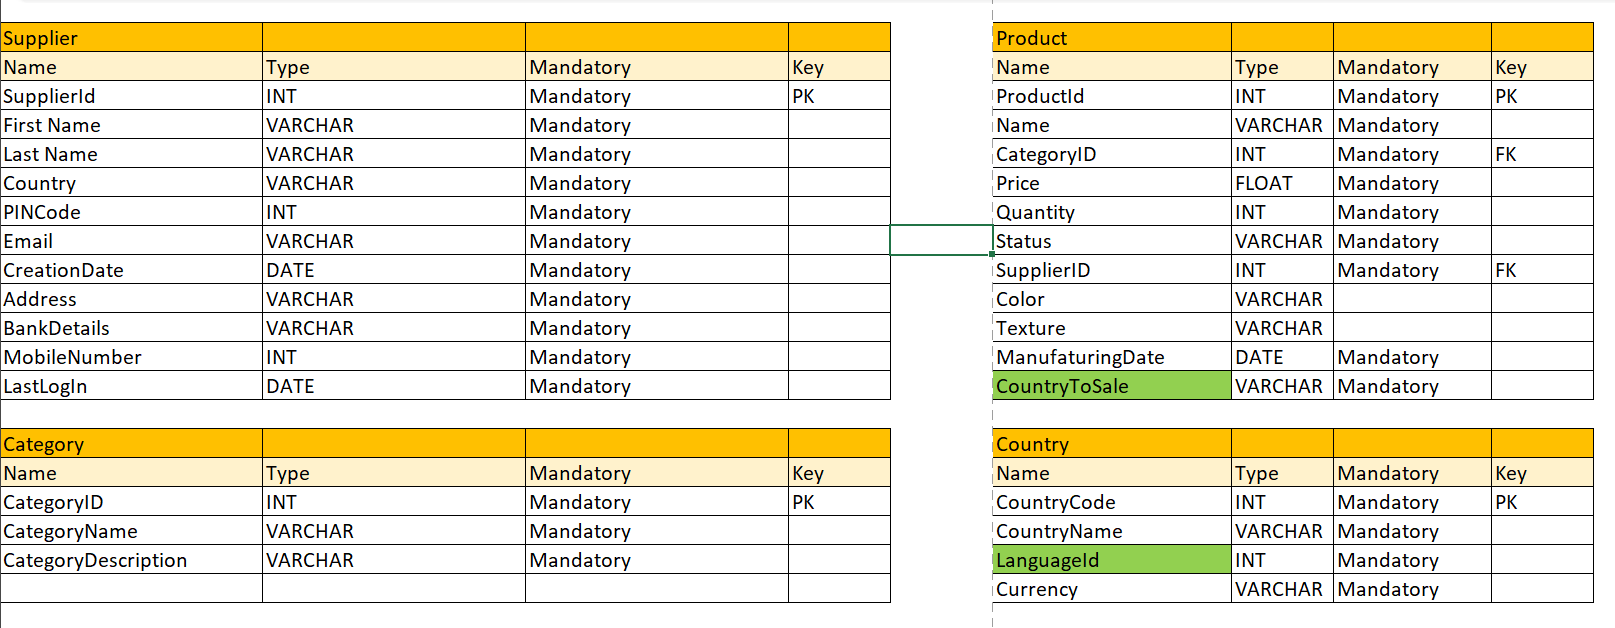 Supplier
Name Type Mandatory Key
SupplierId INT Mandatory PK
First Name VARCHAR Mandatory
Last Name VARCHAR Mandatory
Country VARCHAR Mandatory
PINCode INT Mandatory
Email VARCHAR Mandatory
CreationDate DATE Mandatory
Address VARCHAR Mandatory
BankDetails VARCHAR Mandatory
MobileNumber INT Mandatory
LastLogIn DATE Mandatory
Product
Name Type Mandatory Key
ProductId INT Mandatory PK
Name VARCHAR Mandatory
CategoryID INT Mandatory FK
Price FLOAT Mandatory
Quantity INT Mandatory
Status VARCHAR Mandatory
SupplierID INT Mandatory FK
Color VARCHAR
Texture VARCHAR
ManufaturingDate DATE Mandatory
CountryToSale VARCHAR Mandatory
Category
Name Type Mandatory Key
CategoryID INT Mandatory PK
CategoryName VARCHAR Mandatory
CategoryDescription VARCHAR Mandatory
Country
Name Type Mandatory Key
CountryCode INT Mandatory PK
CountryName VARCHAR Mandatory
LanguageId INT Mandatory
Currency VARCHAR Mandatory